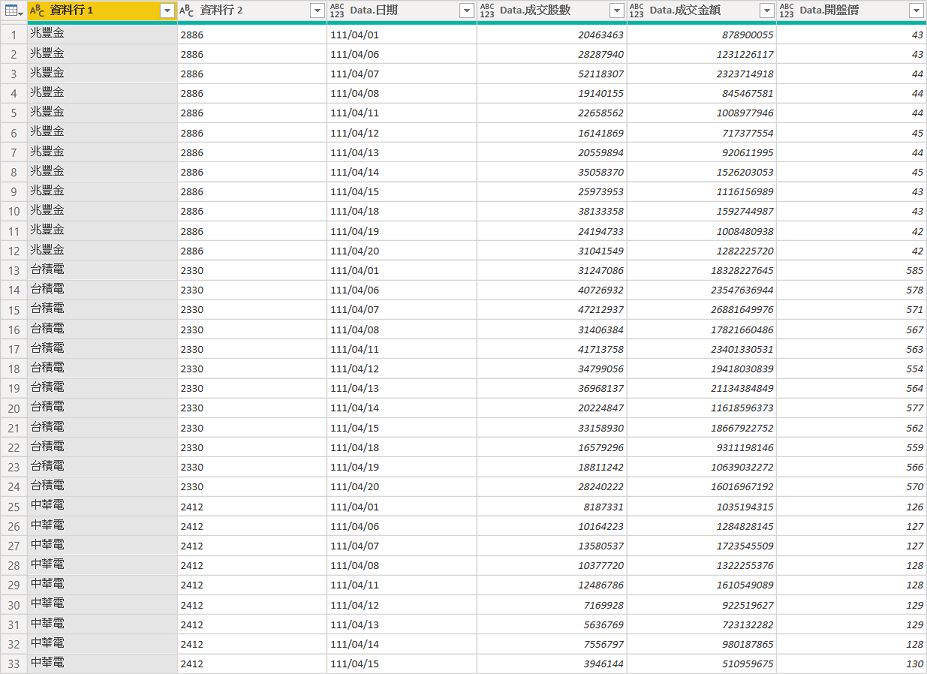 ABC 資料行 1 ABC 資料行 2 ABC 123 Data.日期 ABC 123 Data.成交股數 ABC 123 Data.成交金額 ABC 123 Data.開盤價
1 兆豐金 2886 111/04/01 20463463 878900055 43
2 兆豐金 2886 111/04/06 28287940 1231226117 43
3 兆豐金 2886 111/04/07 52118307 2323714918 44
4 兆豐金 2886 111/04/08 19140155 845467581 44
5 兆豐金 2886 111/04/11 22658562 1008977946 44
6 兆豐金 2886 111/04/12 16141869 717377554 45
7 兆豐金 2886 111/04/13 20559894 920611995 44
8 兆豐金 2886 111/04/14 35058370 1526203053 45
9 兆豐金 2886 111/04/15 25973953 1116156989 43
10 兆豐金 2886 111/04/18 38133358 1592744987 43
11 兆豐金 2886 111/04/19 24194733 1008480938 42
12 兆豐金 2886 111/04/20 31041549 1282225720 42
13 台積電 2330 111/04/01 31247086 18328227645 585
14 台積電 2330 111/04/06 40726932 23547636944 578
15 台積電 2330 111/04/07 47212937 26881649976 571
16 台積電 2330 111/04/08 31406384 17821660486 567
17 台積電 2330 111/04/11 41713758 23401330531 563
18 台積電 2330 111/04/12 34799056 19418030839 554
19 台積電 2330 111/04/13 36968137 21134384849 564
20 台積電 2330 111/04/14 20224847 11618596373 577
21 台積電 2330 111/04/15 33158930 18667922752 562
22 台積電 2330 111/04/18 16579296 9311198146 559
23 台積電 2330 111/04/19 18811242 10639032272 566
24 台積電 2330 111/04/20 28240222 16016967192 570
25 中華電 2412 111/04/01 8187331 1035194315 126
26 中華電 2412 111/04/06 10164223 1284828145 127
27 中華電 2412 111/04/07 13580537 1723545509 127
28 中華電 2412 111/04/08 10377720 1322255376 128
29 中華電 2412 111/04/11 12486786 1610549089 128
30 中華電 2412 111/04/12 7169928 922519627 129
31 中華電 2412 111/04/13 5636769 723132282 129
32 中華電 2412 111/04/14 7556797 980187865 128
33 中華電 2412 111/04/15 3946144 510959675 130